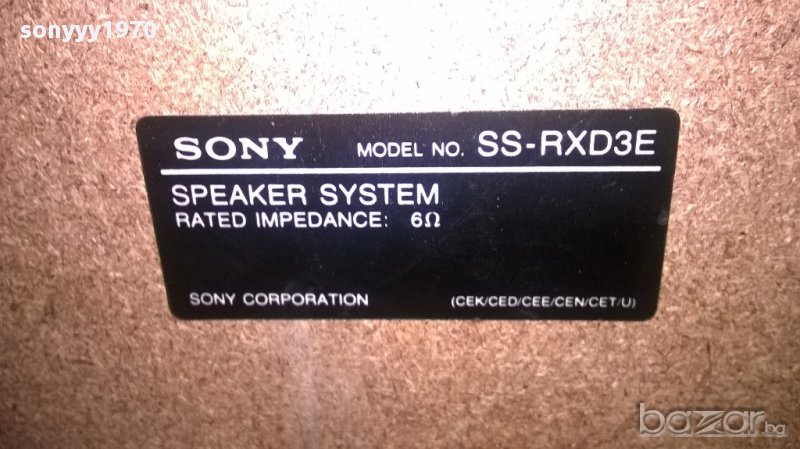 sonyyy1970
SONY MODEL NO. SS-RXD3E
SPEAKER SYSTEM
RATED IMPEDANCE: 6Ω
SONY CORPORATION (CEK/CED/CEE/CEN/CET/U)
bazar.bg